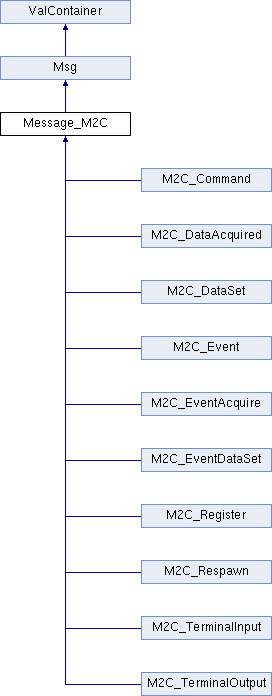 ValContainer
Msg
Message_M2C
M2C_Command
M2C_DataAcquired
M2C_DataSet
M2C_Event
M2C_EventAcquire
M2C_EventDataSet
M2C_Register
M2C_Respawn
M2C_TerminalInput
M2C_TerminalOutput